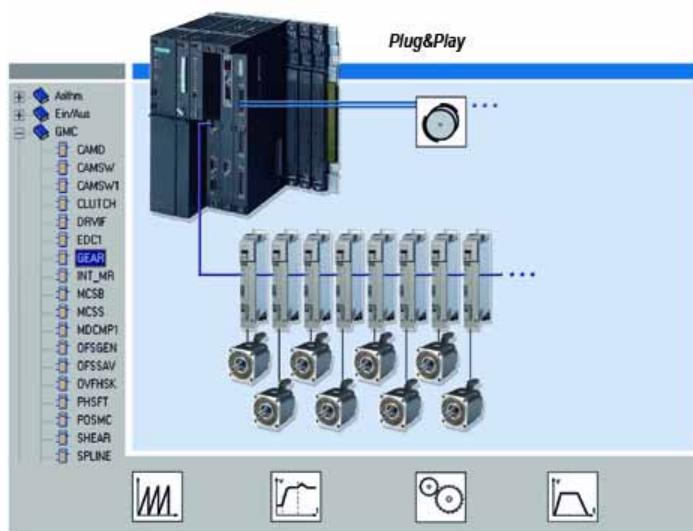 Plug&Play
Arithm.
Ein/Aus
GMC
CAMD
CAMSW
CAMSW1
CLUTCH
DRVIF
EDC1
GEAR
INT_MR
MCSB
MCSS
MDCMP1
OFSGEN
OFSSAV
OVFHSK
PHSFT
POSMC
SHEAR
SPLINE
v
t
v
t